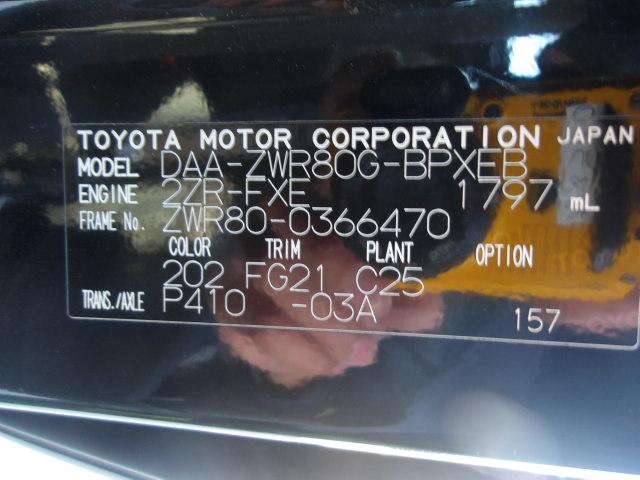 TOYOTA MOTOR CORPORATION JAPAN
MODEL DAA-ZWR80G-BPXEB
ENGINE 2ZR-FXE 1797 mL
FRAME No. ZWR80-0366470
COLOR TRIM PLANT OPTION
202 FG21 C25
TRANS./AXLE P410 -03A
157